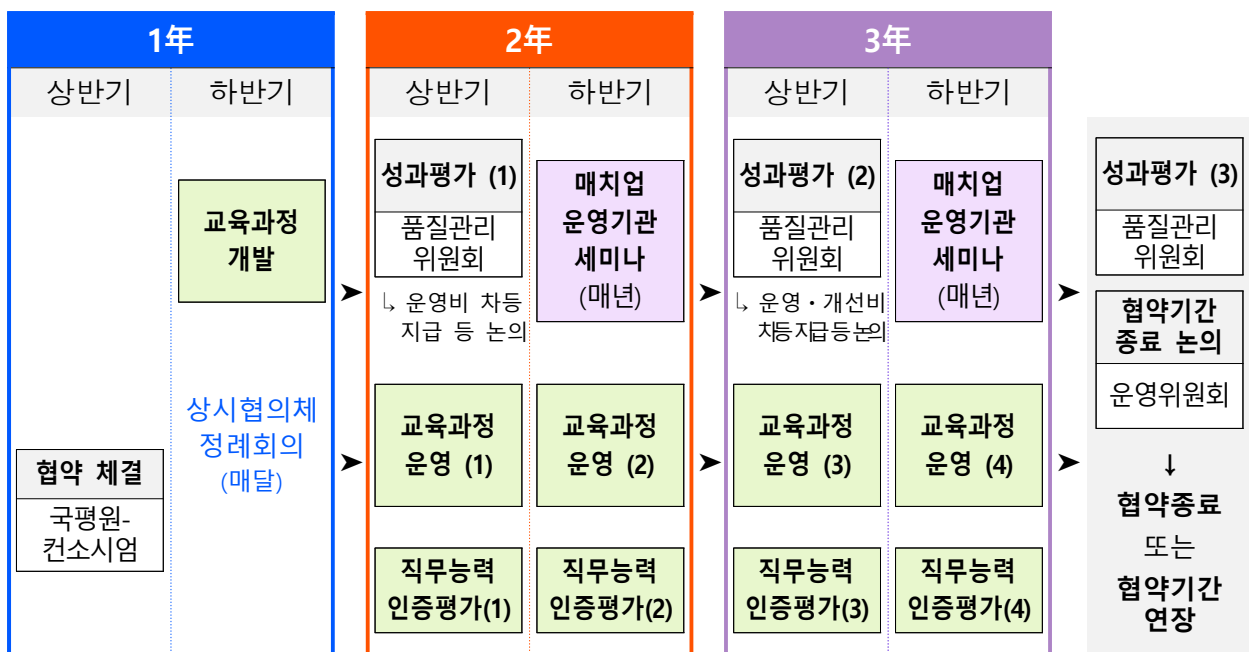 1年
상반기
하반기
교육과정
개발
상시협의체
정례회의
(매달)
협약 체결
국평원-
컨소시엄
➤
➤
2年
상반기
하반기
성과평가 (1)
품질관리
위원회
↳ 운영비 차등
지급 등 논의
매치업
운영기관
세미나
(매년)
교육과정
운영 (1)
교육과정
운영 (2)
직무능력
인증평가(1)
직무능력
인증평가(2)
➤
➤
3年
상반기
하반기
성과평가 (2)
품질관리
위원회
↳ 운영・개선비
차등지급등논의
매치업
운영기관
세미나
(매년)
교육과정
운영 (3)
교육과정
운영 (4)
직무능력
인증평가(3)
직무능력
인증평가(4)
➤
➤
성과평가 (3)
품질관리
위원회
협약기간
종료 논의
운영위원회
↓
협약종료
또는
협약기간
연장